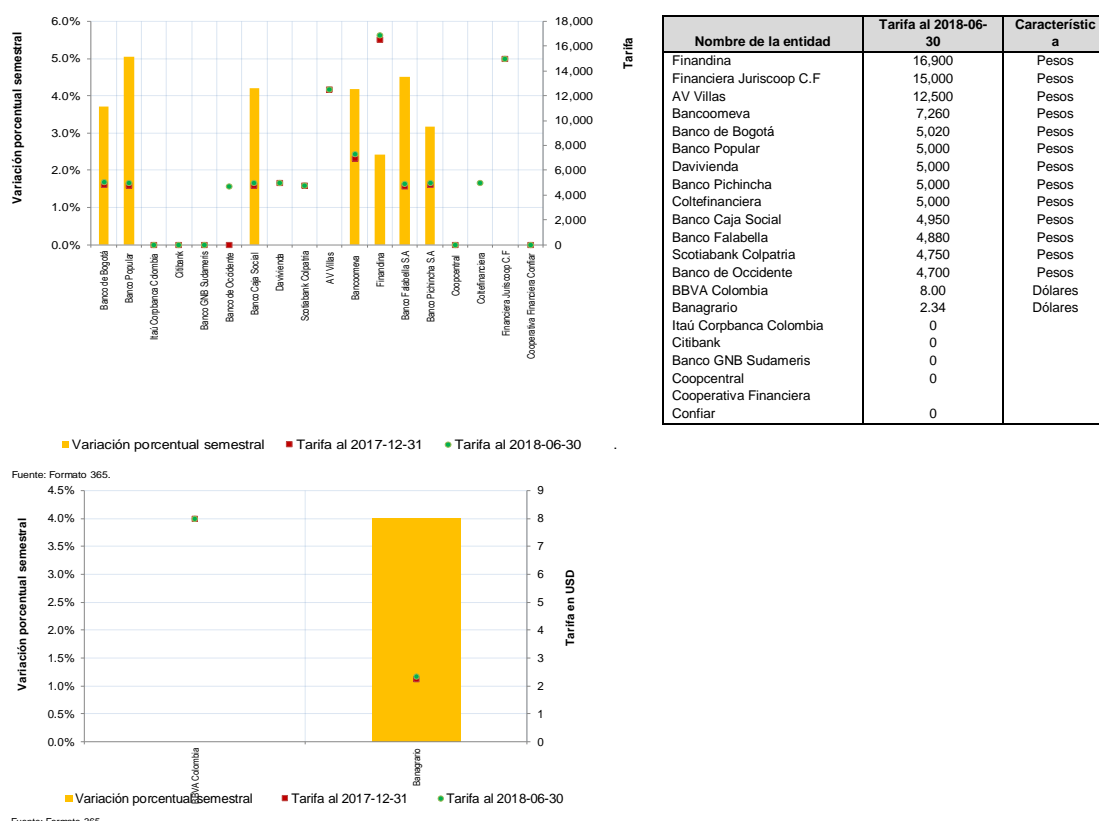 6.0%
5.0%
4.0%
3.0%
2.0%
1.0%
0.0%
Variación porcentual semestral
18,000
16,000
14,000
12,000
10,000
8,000
6,000
4,000
2,000
0
Tarifa
Banco de Bogotá
Banco Popular
Itaú Corpbanca Colombia
Citibank
Banco GNB Sudameris
Banco de Occidente
Banco Caja Social
Davivienda
Scotiabank Colpatria
AV Villas
Bancoomeva
Finandina
Banco Falabella S.A
Banco Pichincha S.A
Coopcentral
Coltefinanciera
Financiera Juriscoop C.F
Cooperativa Financiera Confiar
Variación porcentual semestral Tarifa al 2017-12-31 Tarifa al 2018-06-30 .
Fuente: Formato 365.
Nombre de la entidad Tarifa al 2018-06-30 Característica
Finandina 16,900 Pesos
Financiera Juriscoop C.F 15,000 Pesos
AV Villas 12,500 Pesos
Bancoomeva 7,260 Pesos
Banco de Bogotá 5,020 Pesos
Banco Popular 5,000 Pesos
Davivienda 5,000 Pesos
Banco Pichincha 5,000 Pesos
Coltefinanciera 5,000 Pesos
Banco Caja Social 4,950 Pesos
Banco Falabella 4,880 Pesos
Scotiabank Colpatria 4,750 Pesos
Banco de Occidente 4,700 Pesos
BBVA Colombia 8.00 Dólares
Banagrario 2.34 Dólares
Itaú Corpbanca Colombia 0
Citibank 0
Banco GNB Sudameris 0
Coopcentral 0
Cooperativa Financiera
Confiar 0
4.5%
4.0%
3.5%
3.0%
2.5%
2.0%
1.5%
1.0%
0.5%
0.0%
Variación porcentual semestral
9
8
7
6
5
4
3
2
1
0
Tarifa en USD
BBVA Colombia
Banagrario
Variación porcentual semestral Tarifa al 2017-12-31 Tarifa al 2018-06-30
Fuente: Formato 365.